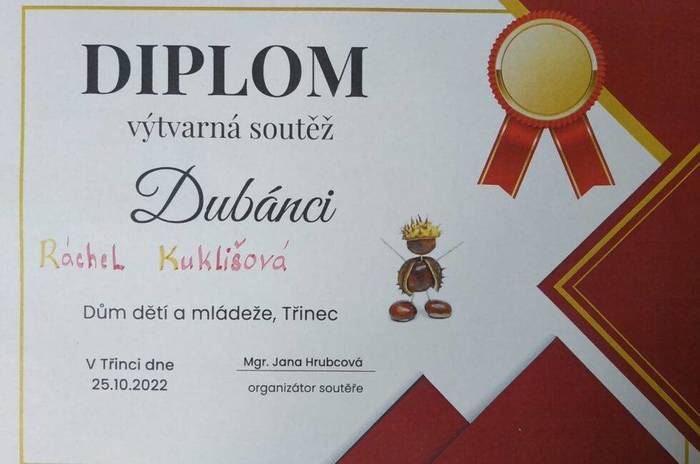 DIPLOM
výtvarná soutěž
Dubánci
Ráchel Kuklišová
Dům dětí a mládeže, Třinec
V Třinci dne
25.10.2022
Mgr. Jana Hrubcová
organizátor soutěře